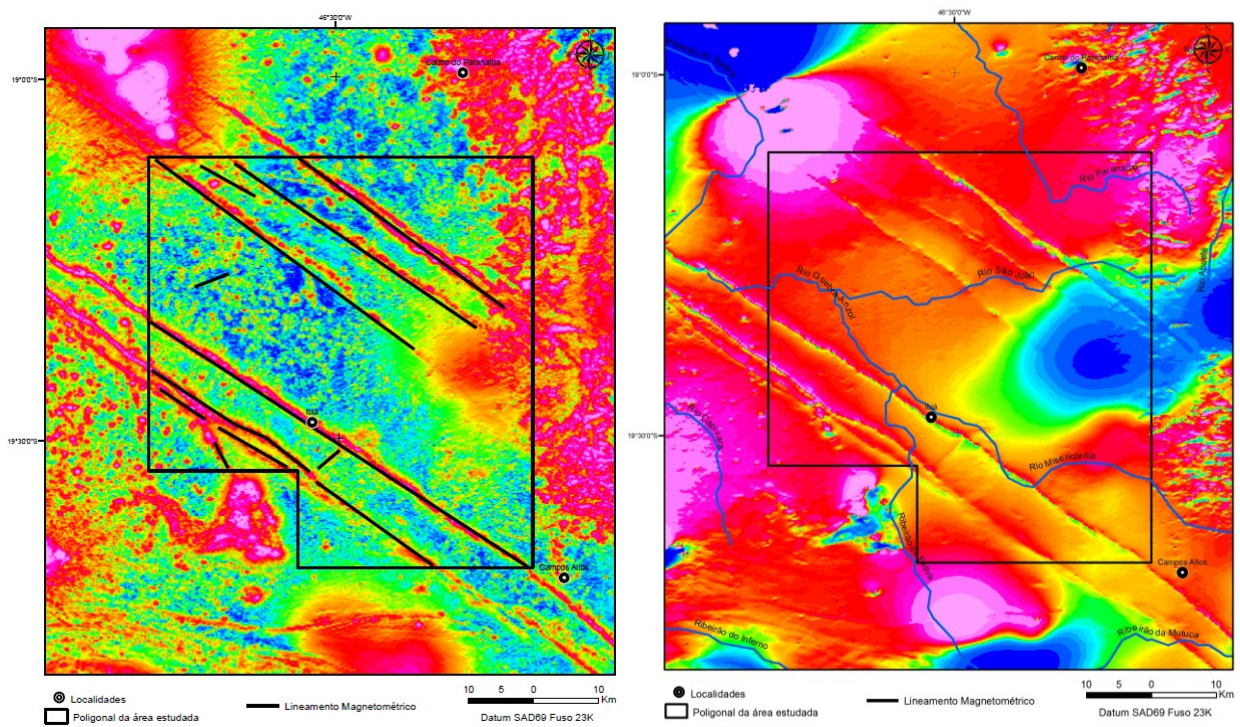 46°30'0"W
N
W
E
S
Carmo do Paranaíba
19°0'0"S
Ibiá
19°30'0"S
Campos Altos
Localidades
Poligonal da área estudada
Lineamento Magnetométrico
10 5 0 10
Km
Datum SAD69 Fuso 23K
46°30'0"W
Carmo do Paranaíba
19°0'0"S
Rio Paranaíba
Rio Abaeté
Rio São João
Rio Quebra Anzol
Rio Capivara
Ibiá
19°30'0"S
Rio Misericórdia
Campos Altos
Ribeirão do Inferno
Ribeirão da Mutuca
Localidades
Poligonal da área estudada
Lineamento Magnetométrico
10 5 0 10
Km
Datum SAD69 Fuso 23K